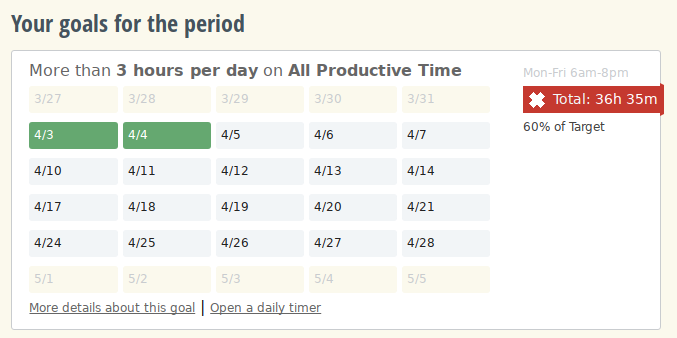 Your goals for the period
More than 3 hours per day on All Productive Time
Mon-Fri 6am-8pm
3/27 3/28 3/29 3/30 3/31
Total: 36h 35m
60% of Target
4/3 4/4 4/5 4/6 4/7
4/10 4/11 4/12 4/13 4/14
4/17 4/18 4/19 4/20 4/21
4/24 4/25 4/26 4/27 4/28
5/1 5/2 5/3 5/4 5/5
More details about this goal | Open a daily timer